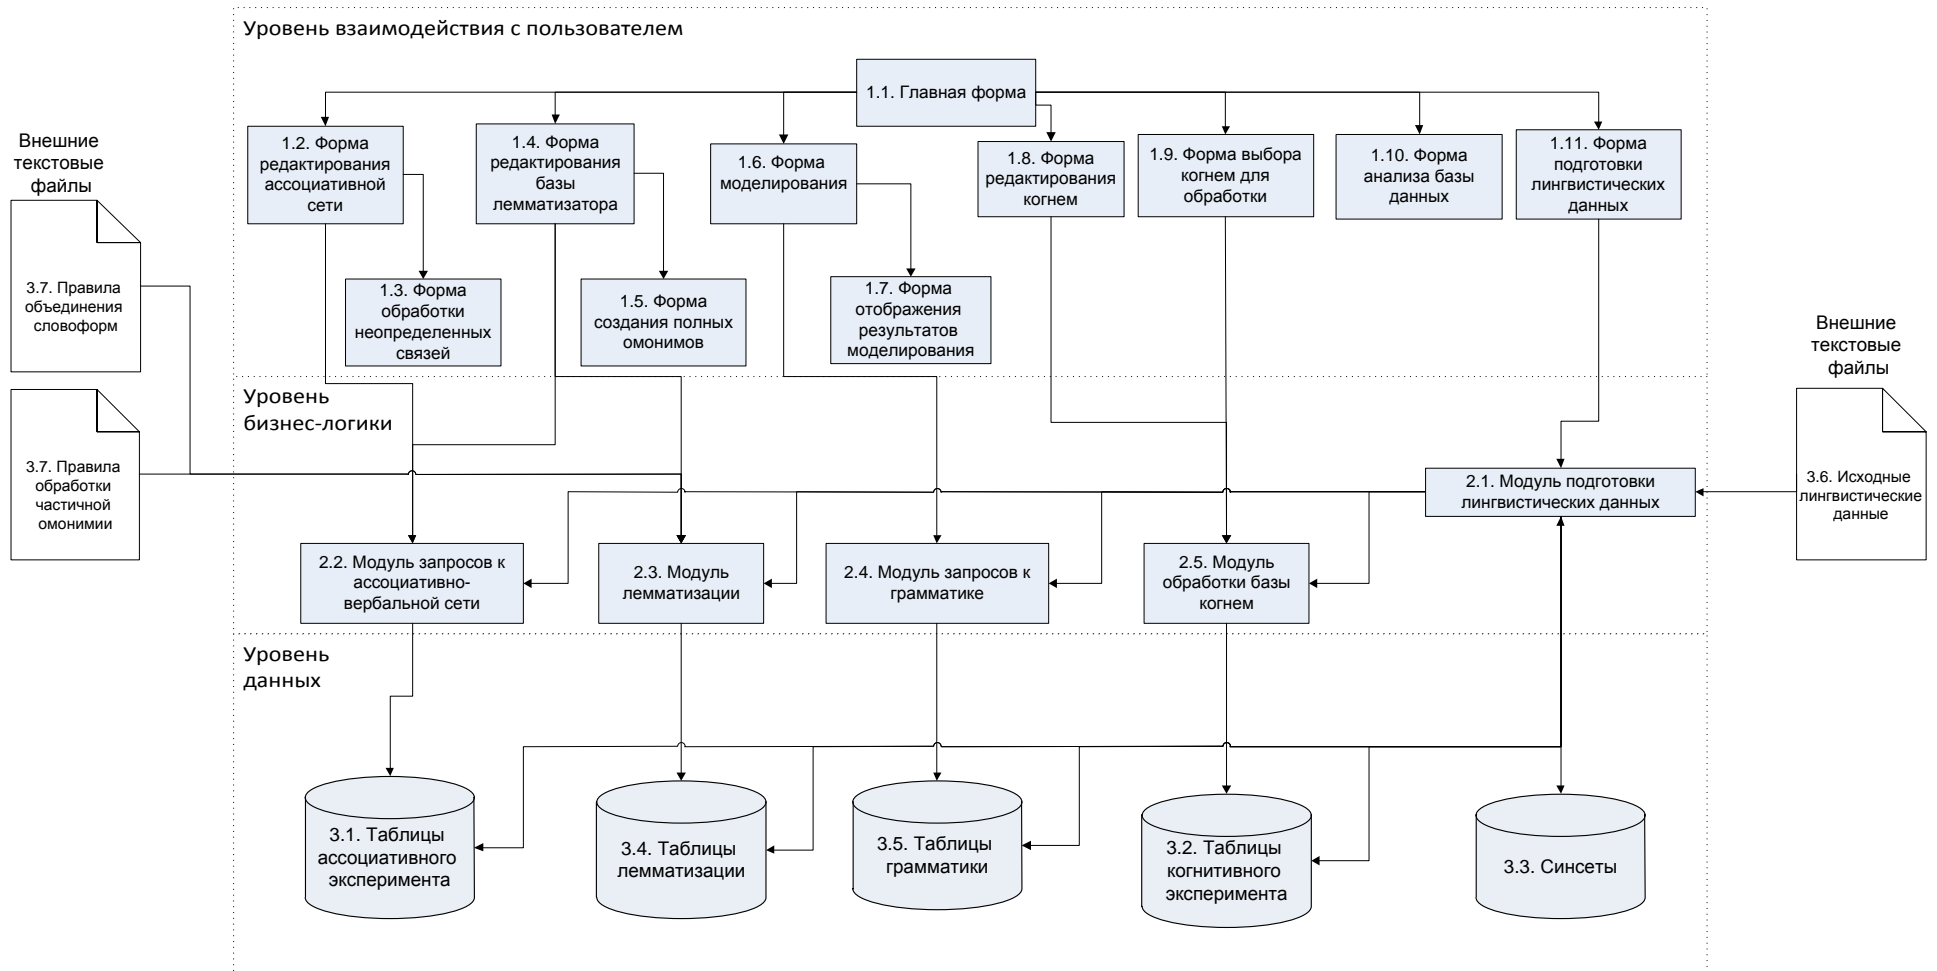 Уровень взаимодействия с пользователем
1.1. Главная форма
1.2. Форма
редактирования
ассоциативной
сети
1.4. Форма
редактирования
базы
лемматизатора
1.6. Форма
моделирования
1.8. Форма
редактирования
когнем
1.9. Форма выбора
когнем для
обработки
1.10. Форма
анализа базы
данных
1.11. Форма
подготовки
лингвистических
данных
1.3. Форма
обработки
неопределенных
связей
1.5. Форма
создания полных
омонимов
1.7. Форма
отображения
результатов
моделирования
Внешние
текстовые
файлы
3.7. Правила
объединения
словоформ
3.7. Правила
обработки
частичной
омонимии
Внешние
текстовые
файлы
3.6. Исходные
лингвистические
данные
Уровень
бизнес-логики
2.1. Модуль подготовки
лингвистических данных
2.2. Модуль запросов к
ассоциативно-
вербальной сети
2.3. Модуль
лемматизации
2.4. Модуль запросов к
грамматике
2.5. Модуль
обработки базы
когнем
Уровень
данных
3.1. Таблицы
ассоциативного
эксперимента
3.4. Таблицы
лемматизации
3.5. Таблицы
грамматики
3.2. Таблицы
когнитивного
эксперимента
3.3. Синсеты